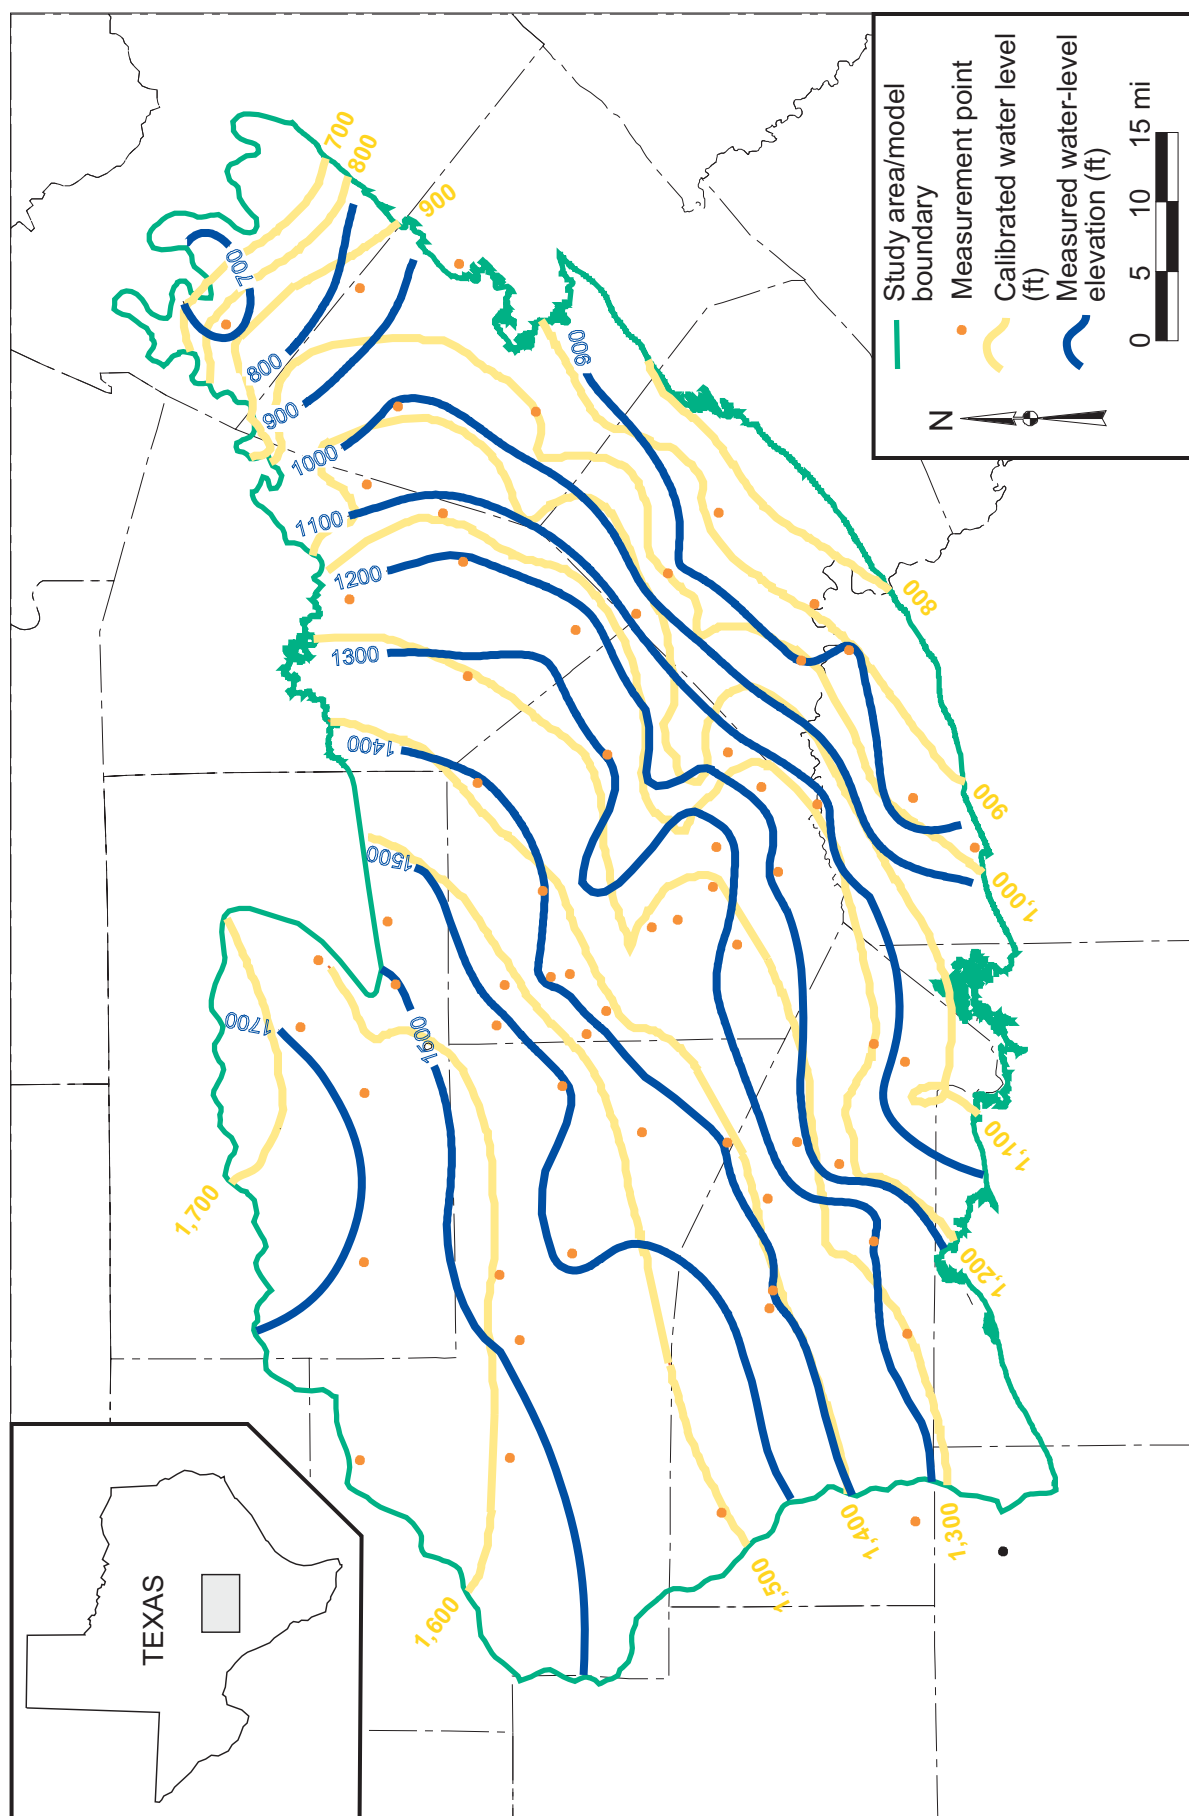 TEXAS
700
800
900
700
800
900
1000
1100
1200
1300
1400
1500
1600
1700
900
1,700
1,600
1,500
1,400
1,300
1,200
1,100
1,000
900
800
N
Study area/model
boundary
Measurement point
Calibrated water level
(ft)
Measured water-level
elevation (ft)
0 5 10 15 mi